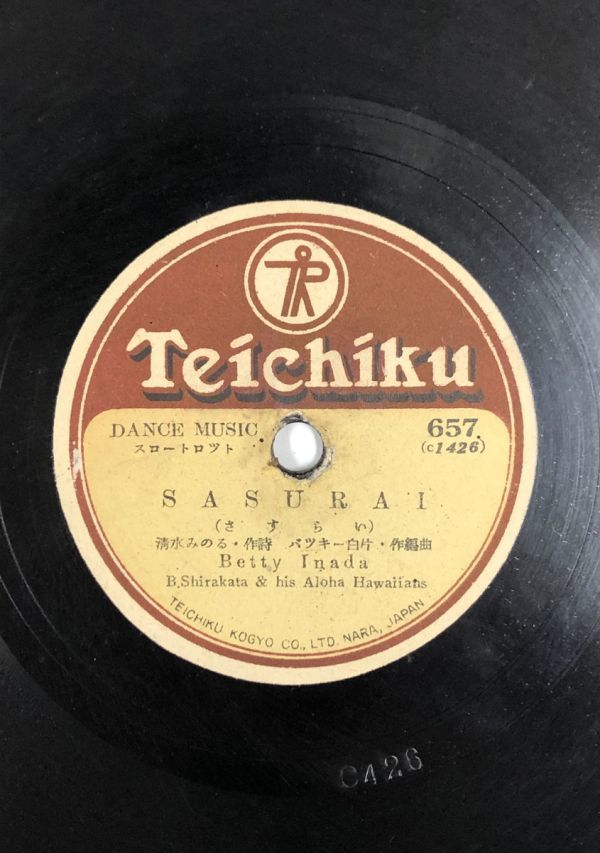 Teichiku
DANCE MUSIC 657.
スロートロット (C1426)
SASURAI
(さすらい)
清水みのる・作詩 バツキー白片・作編曲
Betty Inada
B.Shirakata & his Aloha Hawaiians
TEICHIKU KOGYO CO., LTD. NARA, JAPAN
C426